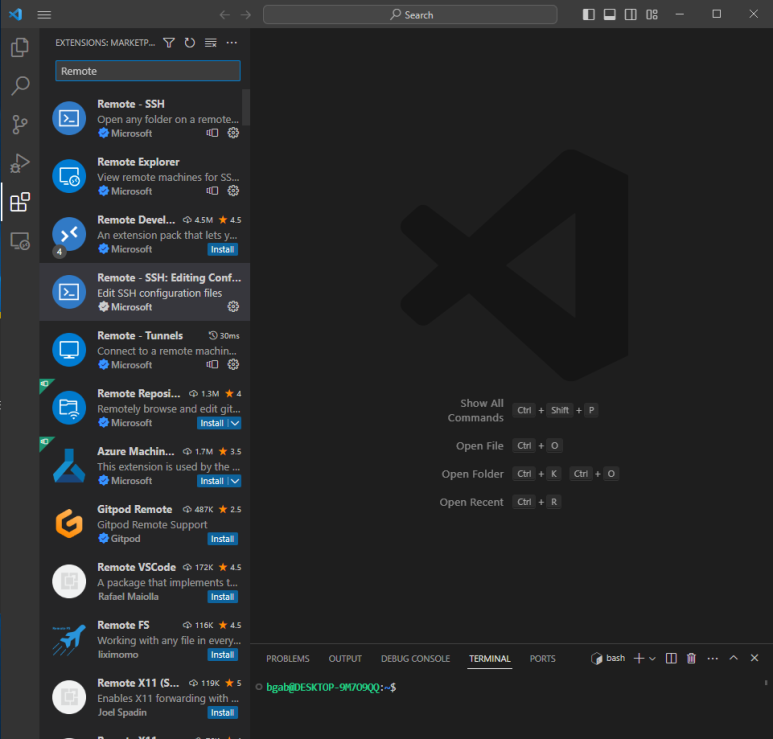 Search
EXTENSIONS: MARKETP...
Remote
Remote - SSH
Open any folder on a remote...
Microsoft
Remote Explorer
View remote machines for SS...
Microsoft
Remote Devel... 4.5M 4.5
An extension pack that lets y...
Microsoft Install
4
Remote - SSH: Editing Conf...
Edit SSH configuration files
Microsoft
Remote - Tunnels 30ms
Connect to a remote machin...
Microsoft
Remote Reposi... 1.3M 4
Remotely browse and edit git...
Microsoft Install
Azure Machin... 1.7M 3.5
This extension is used by the ...
Microsoft Install
Gitpod Remote 487K 2.5
Gitpod Remote Support
Gitpod Install
Remote VSCode 172K 4.5
A package that implements t...
Rafael Maiolla Install
Remote FS 116K 4.5
Working with any file in every...
liximomo Install
Remote X11 (S... 119K 5
Enables X11 forwarding with ...
Joel Spadin Install
Show All Commands Ctrl + Shift + P
Open File Ctrl + O
Open Folder Ctrl + K Ctrl + O
Open Recent Ctrl + R
PROBLEMS OUTPUT DEBUG CONSOLE TERMINAL PORTS bash
bgab@DESKTOP-9M7O9QQ:~$